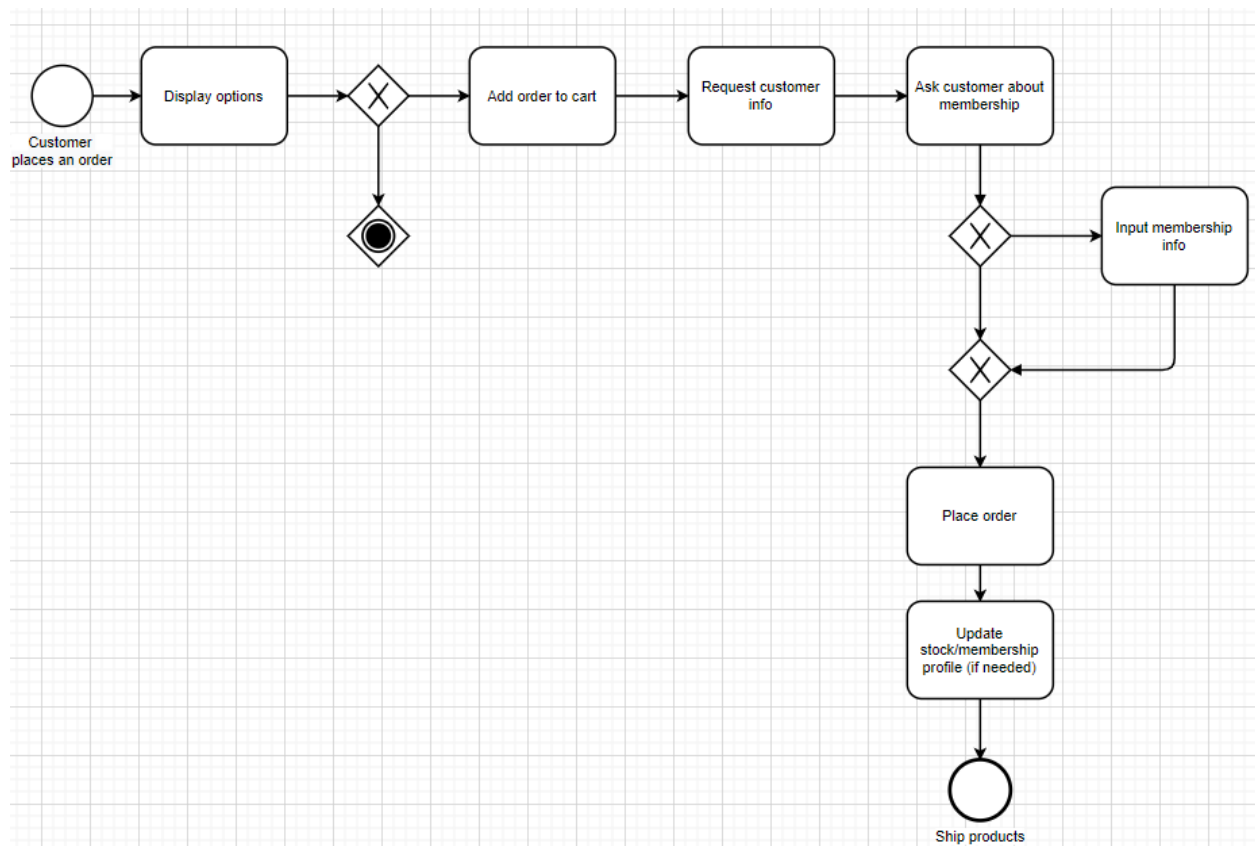 Customer
places an order
Display options
Add order to cart
Request customer
info
Ask customer about
membership
Input membership
info
Place order
Update
stock/membership
profile (if needed)
Ship products